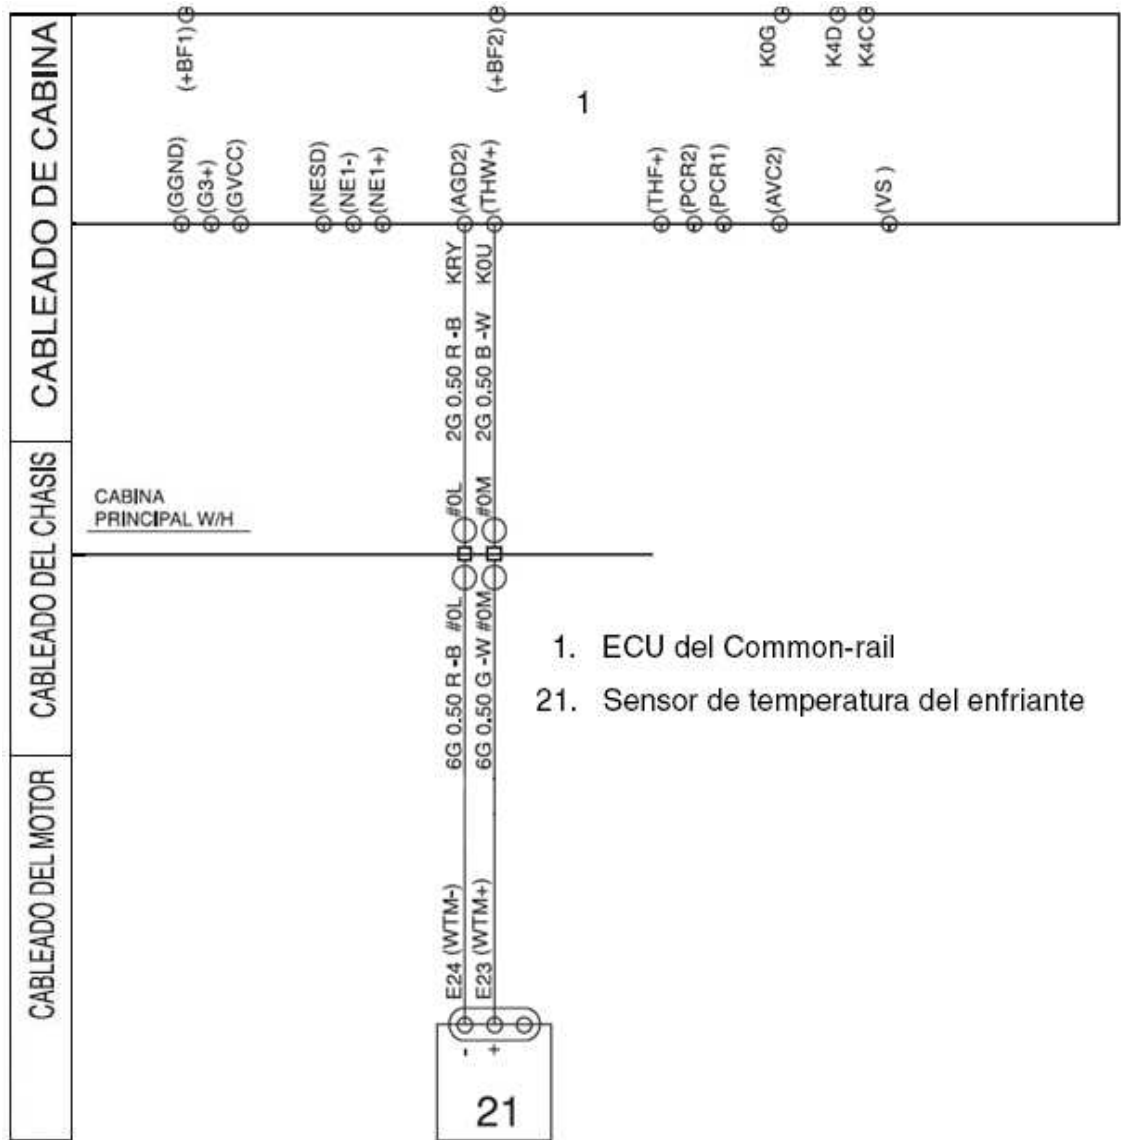 CABLEADO DE CABINA
CABLEADO DEL CHASIS
CABLEADO DEL MOTOR
(+BF1)
(+BF2)
K0G
K4D
K4C
1
(GGND)
(G3+)
(GVCC)
(NESD)
(NE1-)
(NE1+)
(AGD2)
(THW+)
(THF+)
(PCR2)
(PCR1)
(AVC2)
(VS )
2G 0.50 R -B KRY
2G 0.50 B -W K0U
#0L
#0M
CABINA
PRINCIPAL W/H
6G 0.50 R -B #0L
6G 0.50 G -W #0M
1. ECU del Common-rail
21. Sensor de temperatura del enfriante
E24 (WTM-)
E23 (WTM+)
- +
21